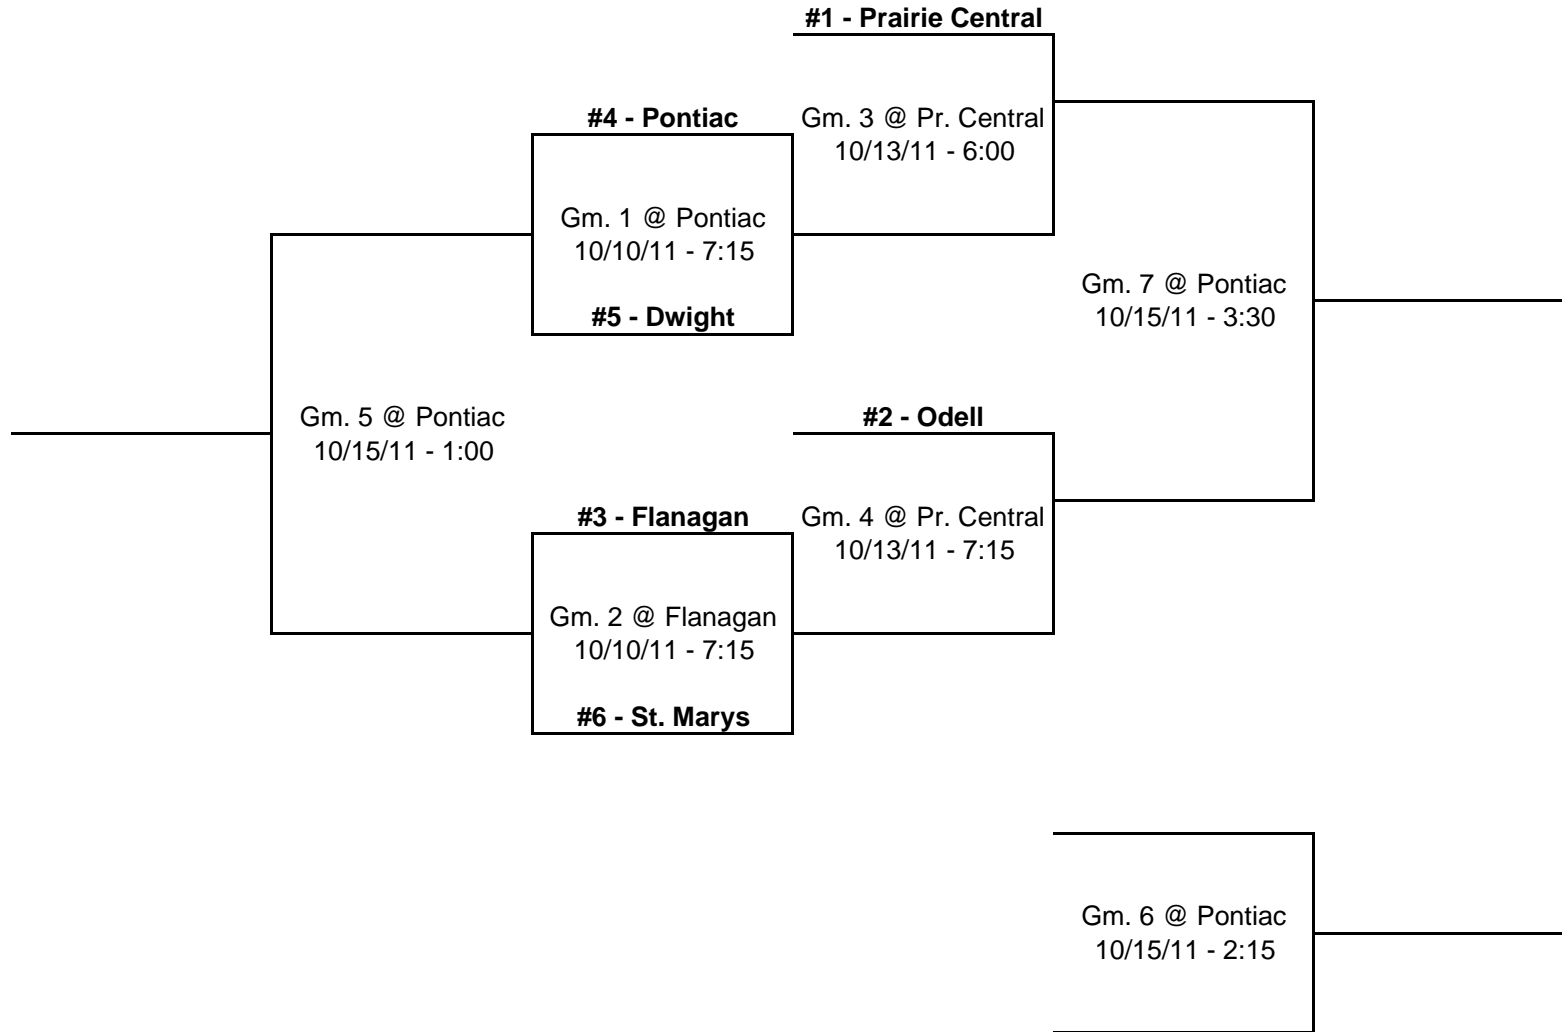 #1 - Prairie Central
#4 - Pontiac
Gm. 3 @ Pr. Central
10/13/11 - 6:00
Gm. 1 @ Pontiac
10/10/11 - 7:15
Gm. 7 @ Pontiac
10/15/11 - 3:30
#5 - Dwight
Gm. 5 @ Pontiac
10/15/11 - 1:00
#2 - Odell
#3 - Flanagan
Gm. 4 @ Pr. Central
10/13/11 - 7:15
Gm. 2 @ Flanagan
10/10/11 - 7:15
#6 - St. Marys
Gm. 6 @ Pontiac
10/15/11 - 2:15